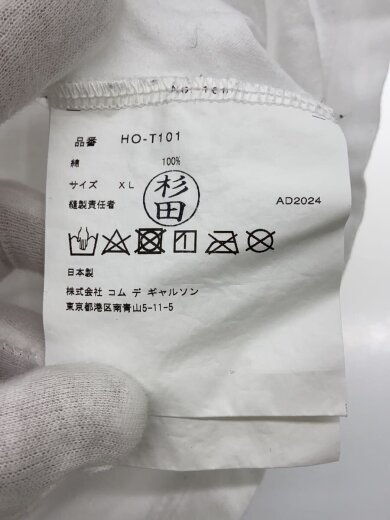 品番 HO-T101
綿 100%
サイズ XL
杉田
縫製責任者 AD2024
日本製
株式会社 コム デ ギャルソン
東京都港区南青山5-11-5